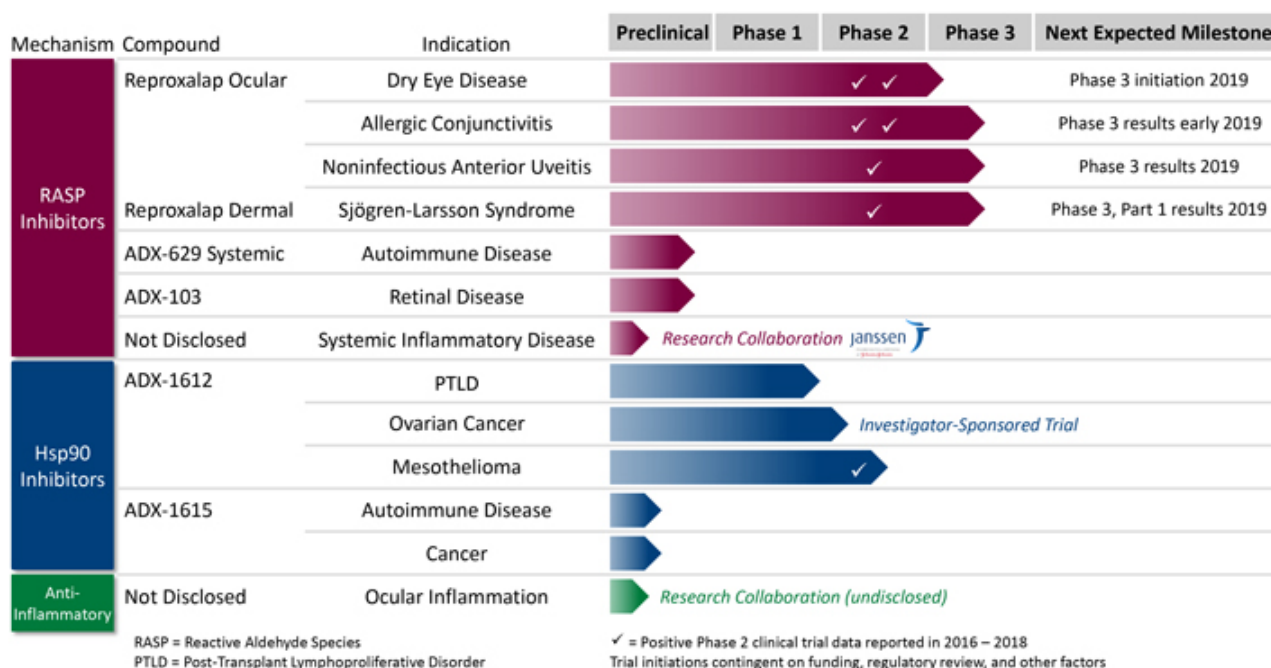 Mechanism Compound Indication Preclinical Phase 1 Phase 2 Phase 3 Next Expected Milestone
RASP
Inhibitors
Reproxalap Ocular Dry Eye Disease ✓ ✓ Phase 3 initiation 2019
Allergic Conjunctivitis ✓ ✓ Phase 3 results early 2019
Noninfectious Anterior Uveitis ✓ Phase 3 results 2019
Reproxalap Dermal Sjögren-Larsson Syndrome ✓ Phase 3, Part 1 results 2019
ADX-629 Systemic Autoimmune Disease
ADX-103 Retinal Disease
Not Disclosed Systemic Inflammatory Disease Research Collaboration janssen
Hsp90
Inhibitors
ADX-1612 PTLD
Ovarian Cancer Investigator-Sponsored Trial
Mesothelioma ✓
ADX-1615 Autoimmune Disease
Cancer
Anti-
Inflammatory
Not Disclosed Ocular Inflammation Research Collaboration (undisclosed)
RASP = Reactive Aldehyde Species
PTLD = Post-Transplant Lymphoproliferative Disorder
✓ = Positive Phase 2 clinical trial data reported in 2016 – 2018
Trial initiations contingent on funding, regulatory review, and other factors